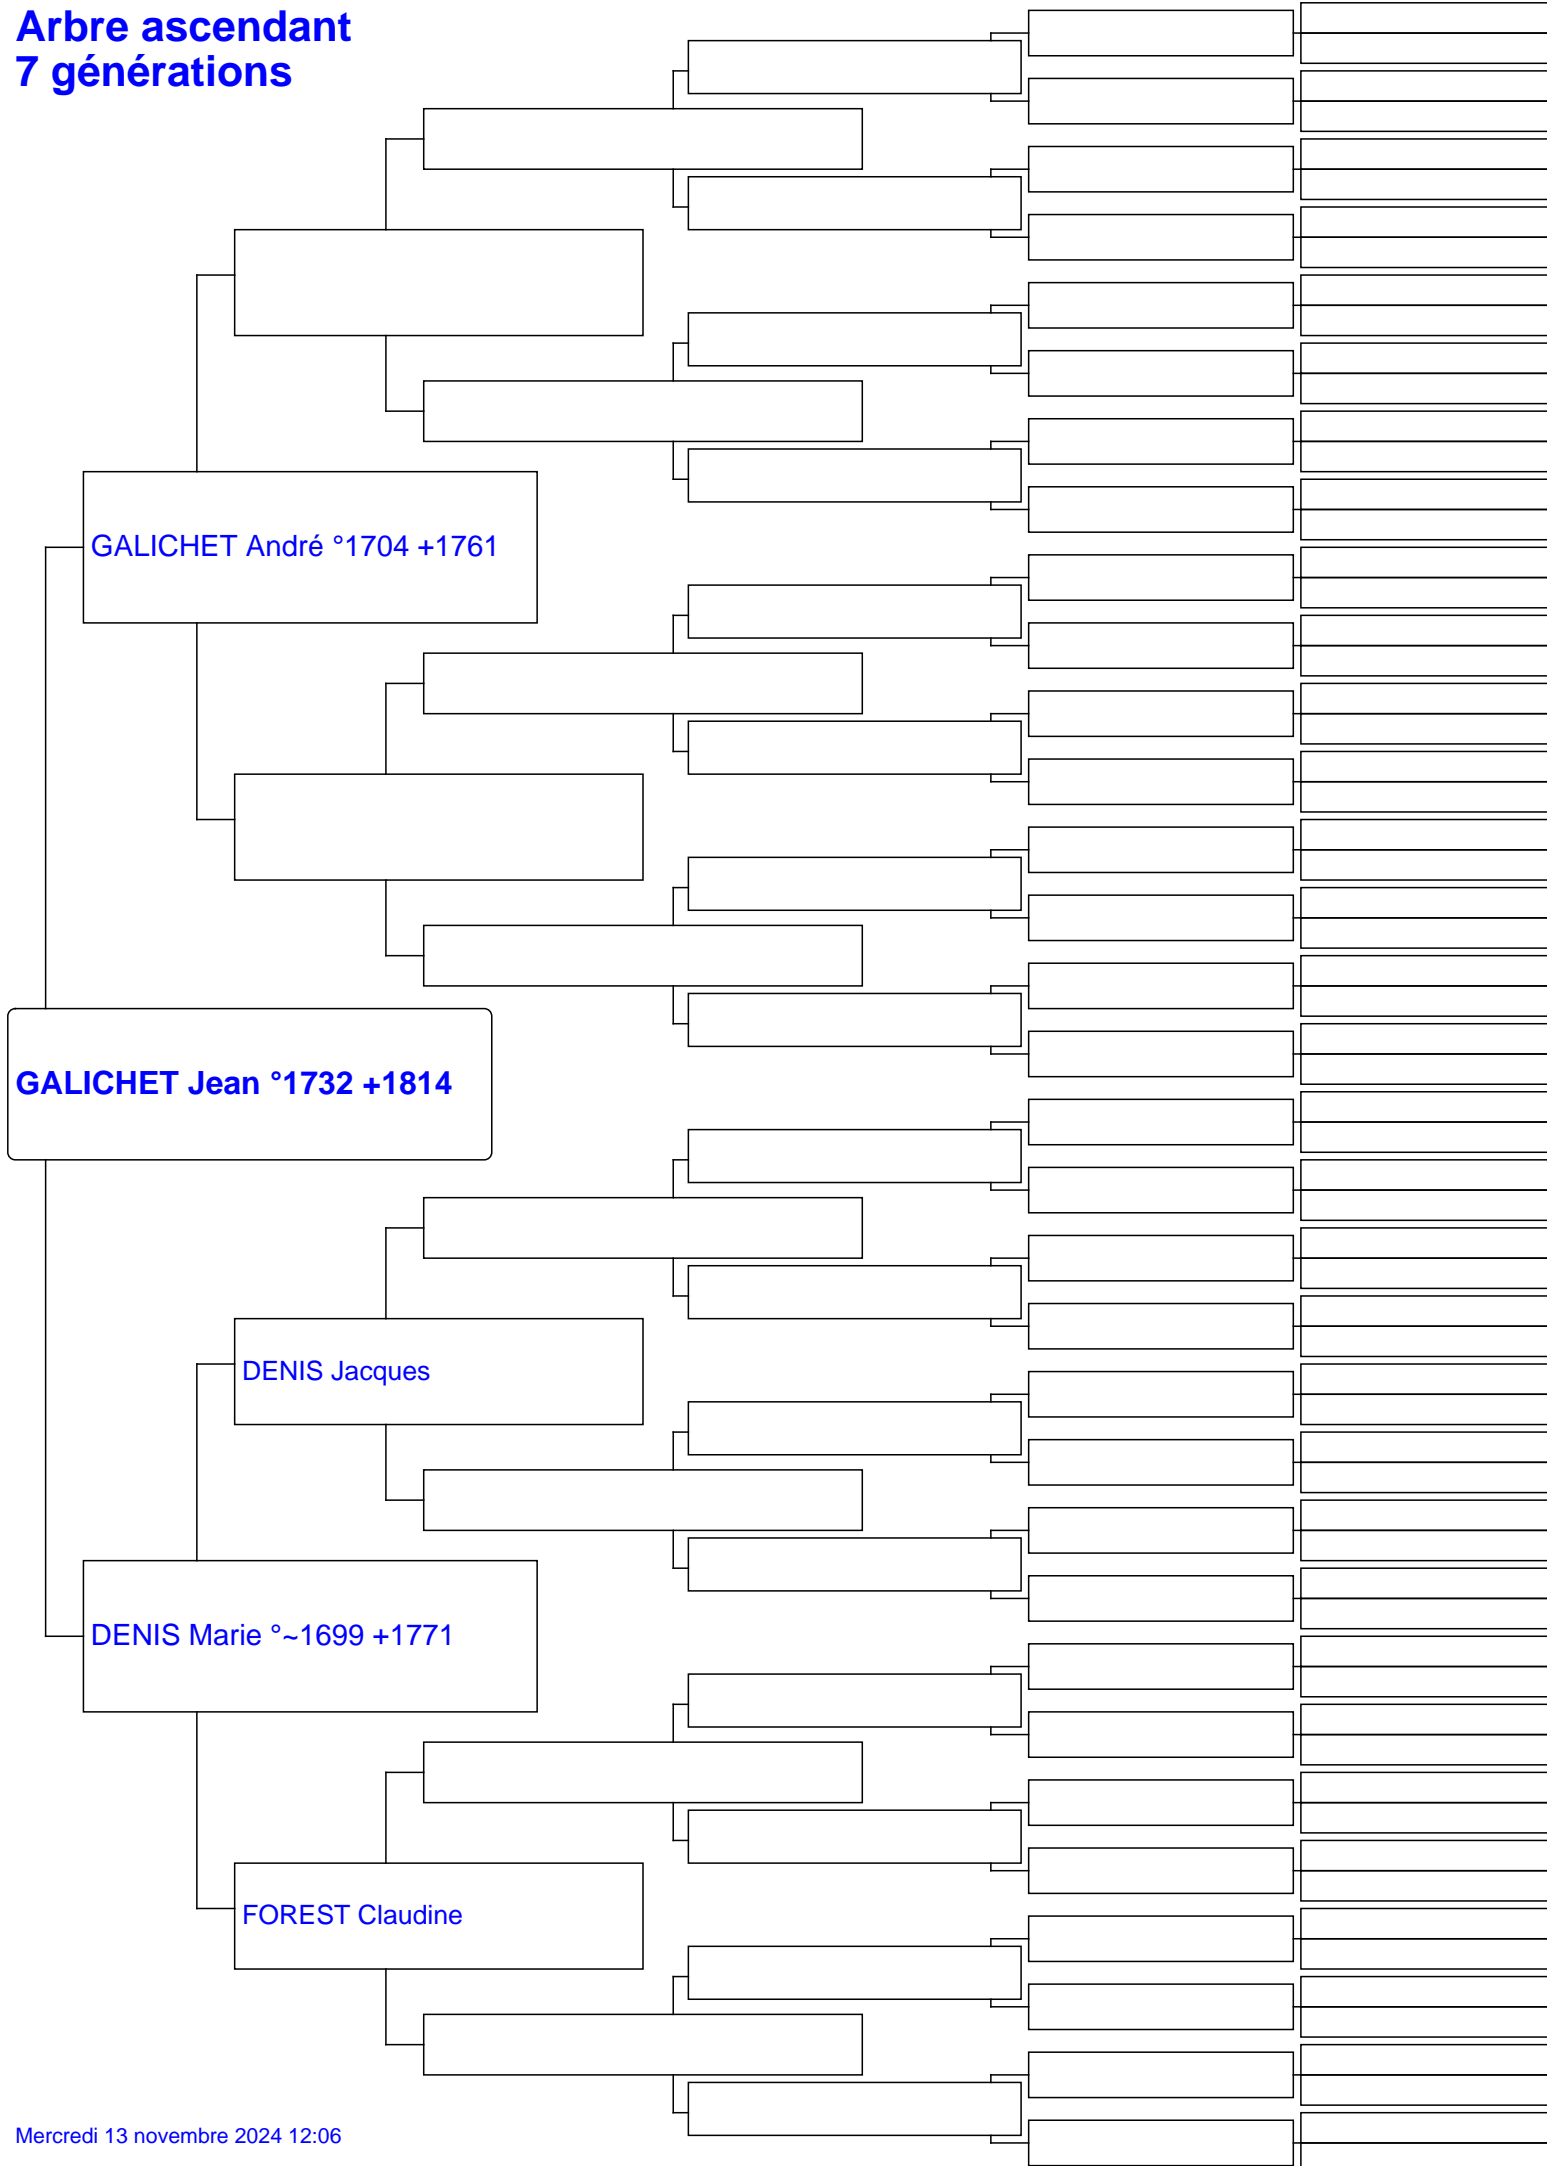 Arbre ascendant
7 générations
GALICHET André °1704 +1761
GALICHET Jean °1732 +1814
DENIS Jacques
DENIS Marie °~1699 +1771
FOREST Claudine
Mercredi 13 novembre 2024 12:06